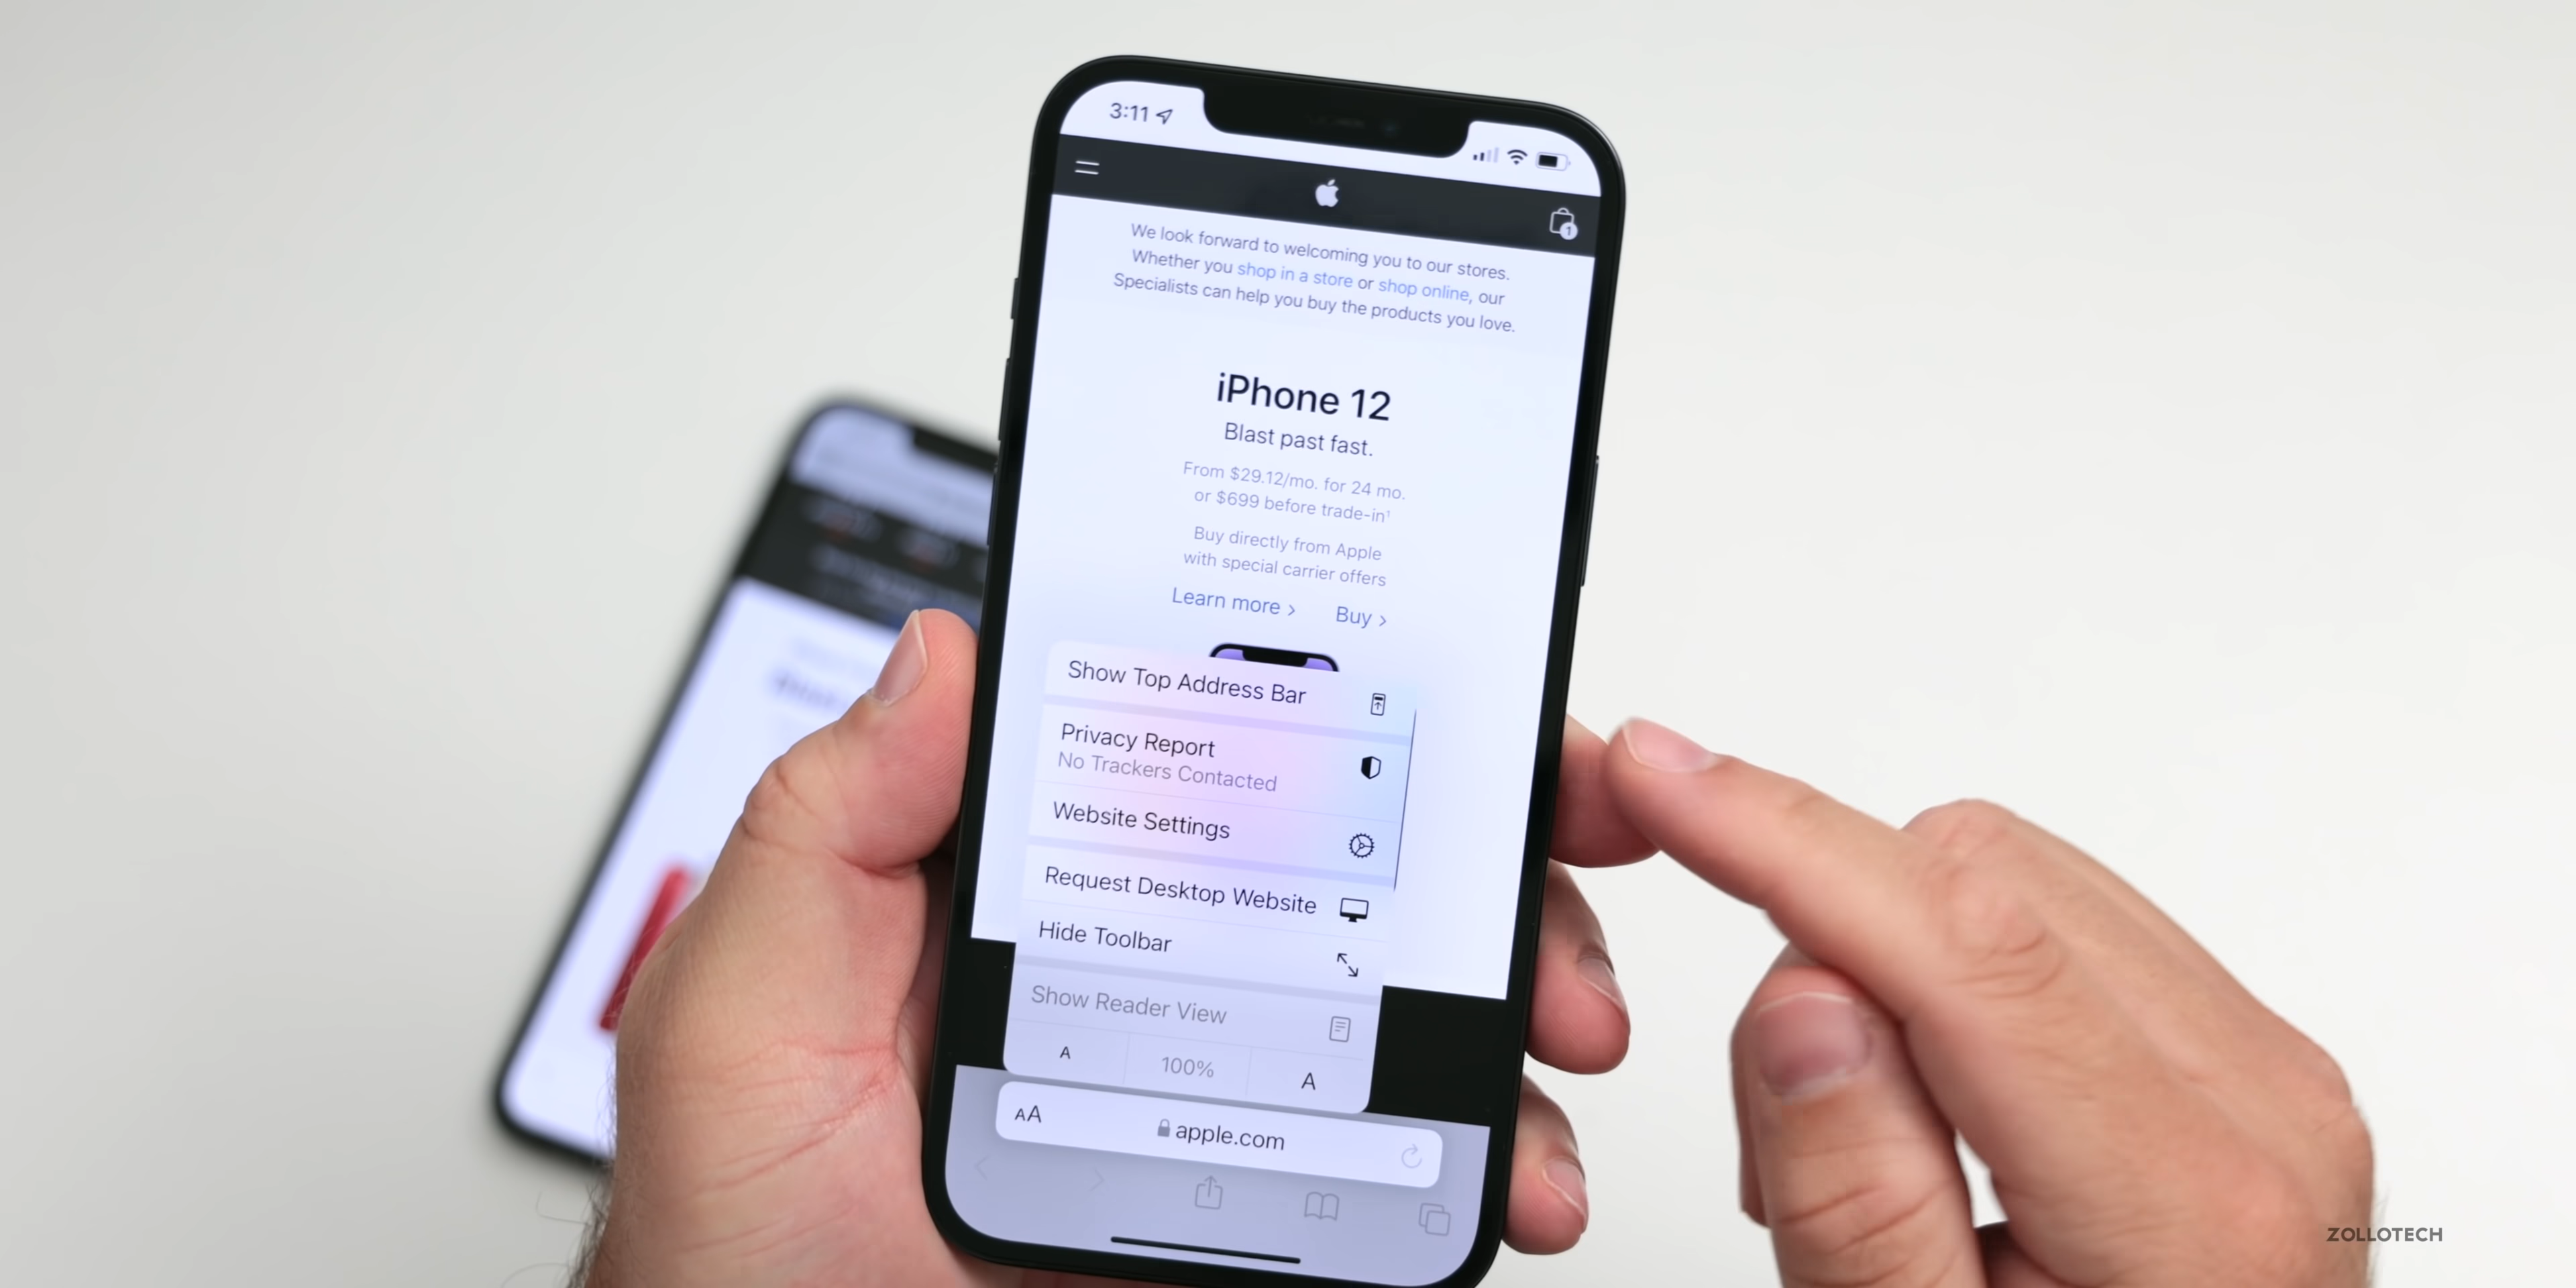 3:11
1
We look forward to welcoming you to our stores.
Whether you shop in a store or shop online, our
Specialists can help you buy the products you love.
iPhone 12
Blast past fast.
From $29.12/mo. for 24 mo.
or $699 before trade-in¹
Buy directly from Apple
with special carrier offers
Learn more > Buy >
Show Top Address Bar
Privacy Report
No Trackers Contacted
Website Settings
Request Desktop Website
Hide Toolbar
Show Reader View
A 100% A
AA apple.com
ZOLLOTECH